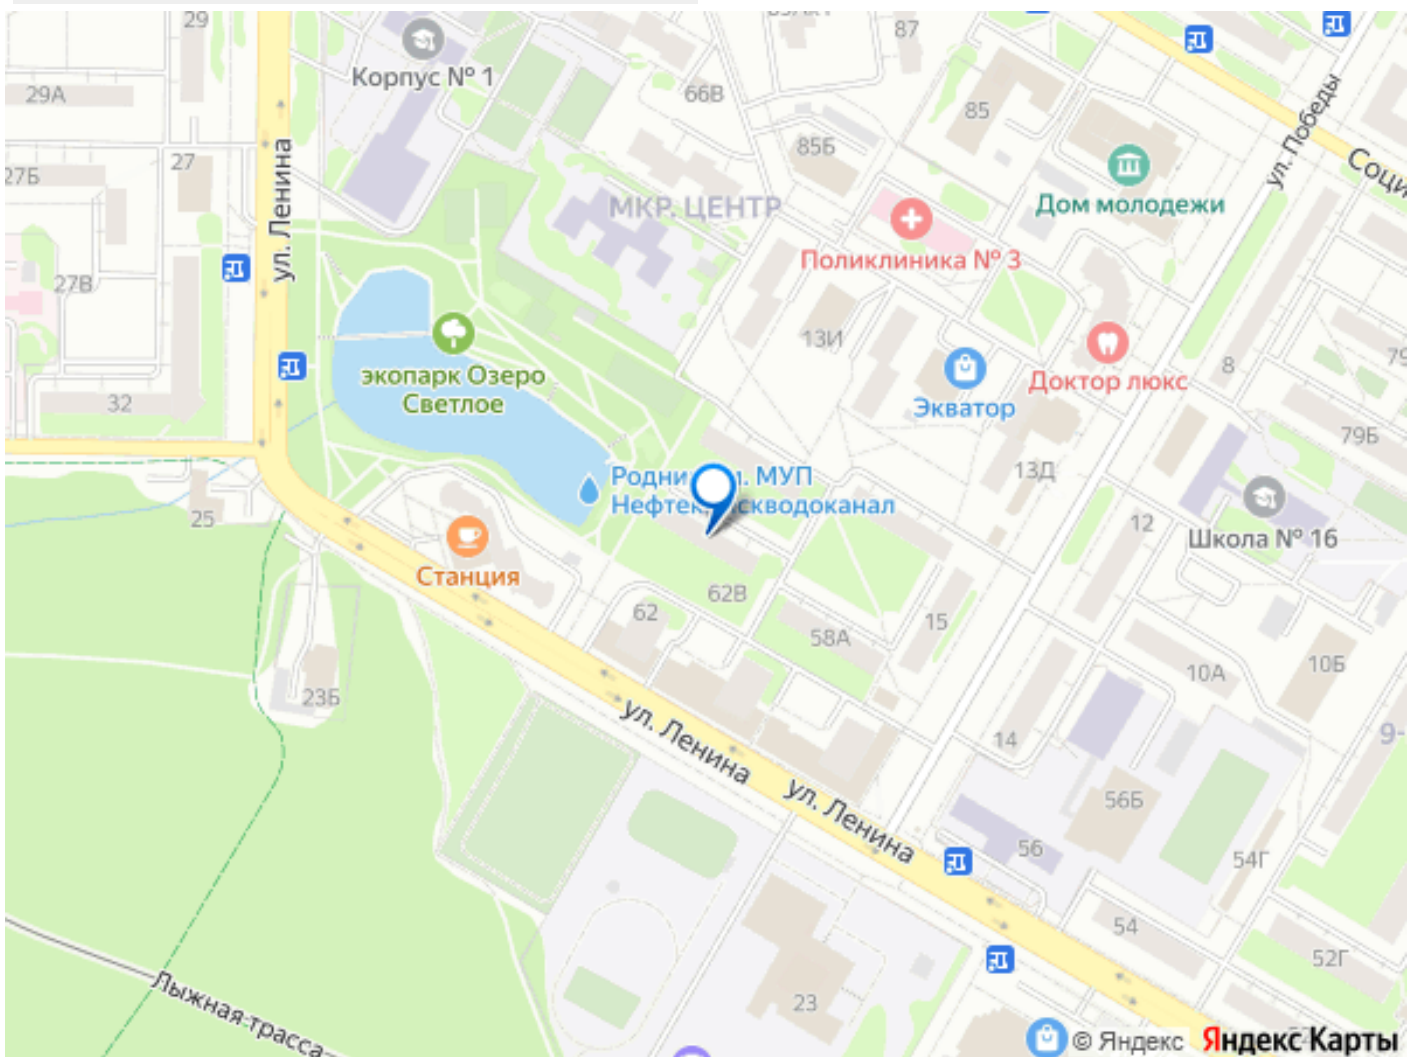 29
87
Корпус № 1
29А
66В
85
ул. Победы
85Б
ул. Ленина
27
27Б
Дом молодежи
МКР. ЦЕНТР
Поликлиника № 3
27В
13И
экопарк Озеро
Светлое
8
Доктор люкс
Экватор
32
79Б
13Д
МУП
25
12
Школа № 16
Станция
62В
62
58А
15
10А
10Б
23Б
ул. Ленина
14
ул. Ленина
56Б
56
54Г
54
52Г
Лыжная трасса
23
© Яндекс
Яндекс Карты